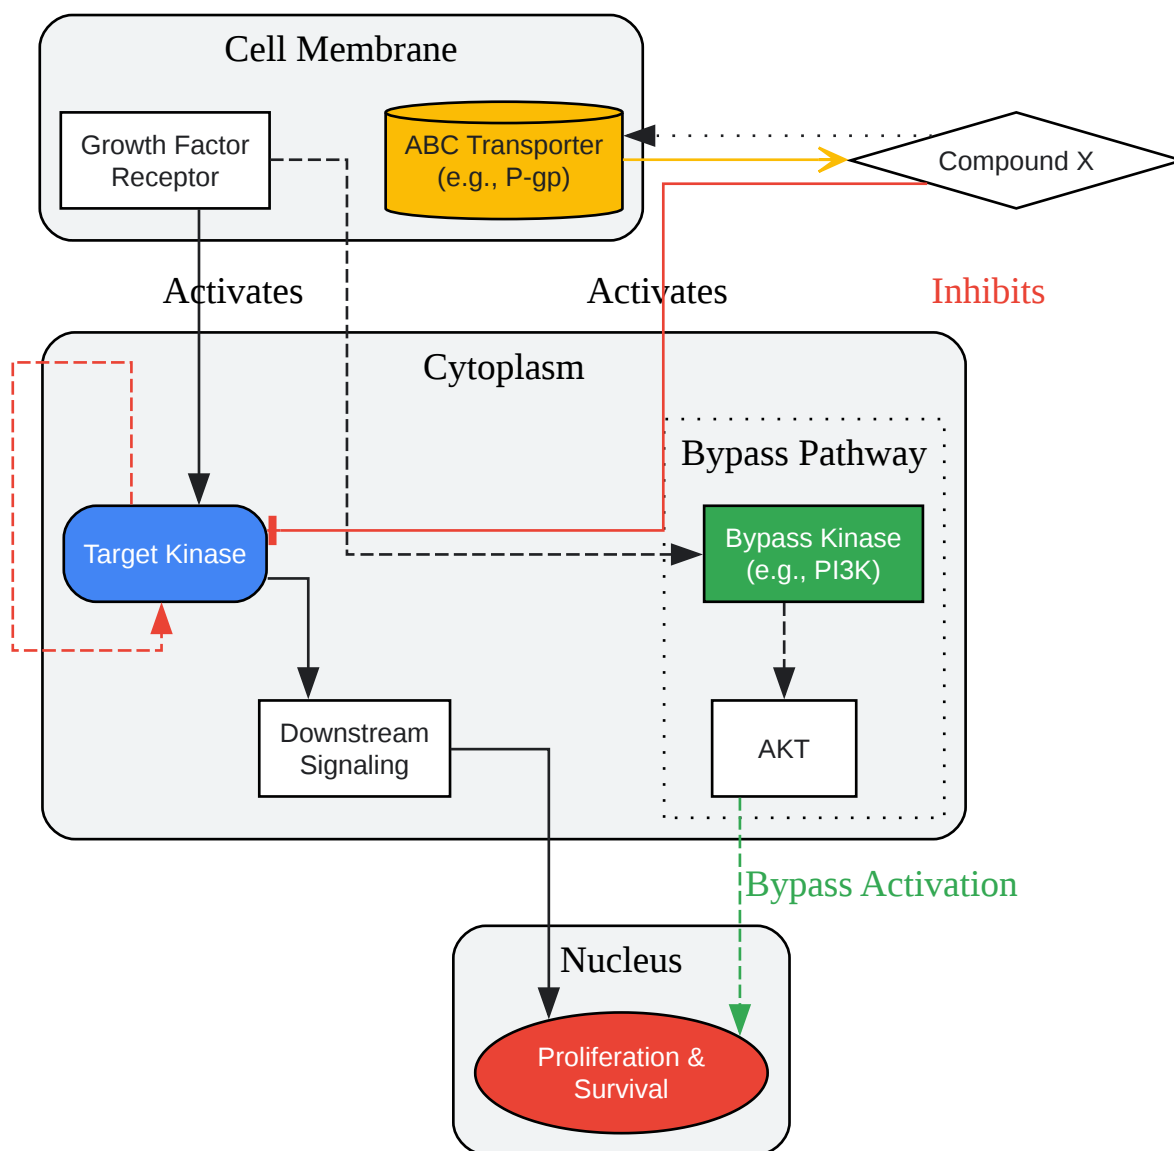 Cell Membrane
Growth Factor
Receptor
ABC Transporter
(e.g., P-gp)
Compound X
Activates
Activates
Inhibits
Cytoplasm
Bypass Pathway
Target Kinase
Bypass Kinase
(e.g., PI3K)
Downstream
Signaling
AKT
Bypass Activation
Nucleus
Proliferation &
Survival